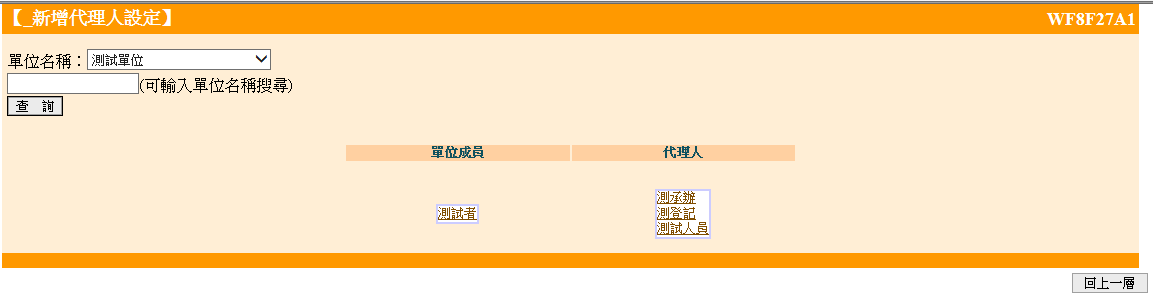 【_新增代理人設定】 WF8F27A1
單位名稱：測試單位
(可輸入單位名稱搜尋)
查　詢
單位成員 代理人
測試者
測承辦
測登記
測試人員
回上一層